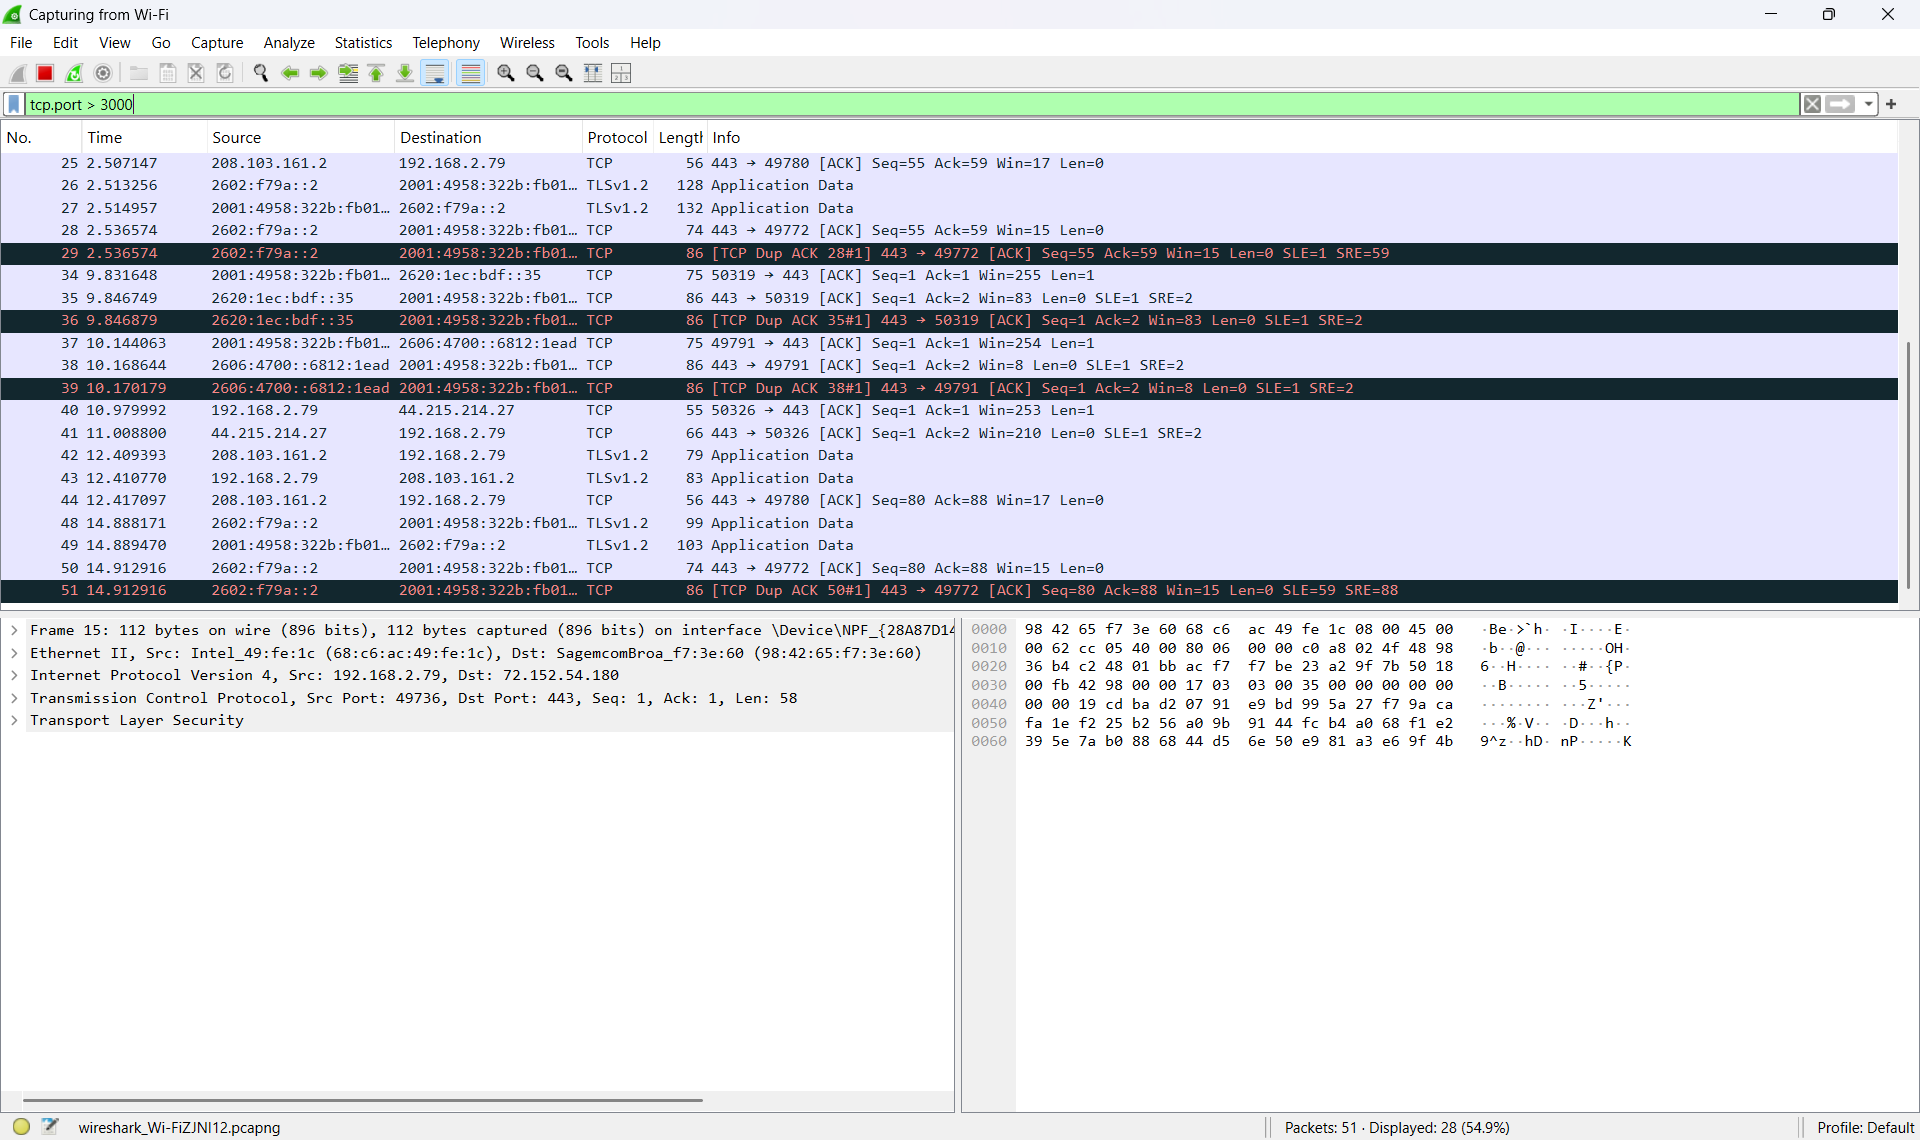 Capturing from Wi-Fi
File Edit View Go Capture Analyze Statistics Telephony Wireless Tools Help
tcp.port > 3000
No. Time Source Destination Protocol Length Info
25 2.507147 208.103.161.2 192.168.2.79 TCP 56 443 → 49780 [ACK] Seq=55 Ack=59 Win=17 Len=0
26 2.513256 2602:f79a::2 2001:4958:322b:fb01… TLSv1.2 128 Application Data
27 2.514957 2001:4958:322b:fb01… 2602:f79a::2 TLSv1.2 132 Application Data
28 2.536574 2602:f79a::2 2001:4958:322b:fb01… TCP 74 443 → 49772 [ACK] Seq=55 Ack=59 Win=15 Len=0
29 2.536574 2602:f79a::2 2001:4958:322b:fb01… TCP 86 [TCP Dup ACK 28#1] 443 → 49772 [ACK] Seq=55 Ack=59 Win=15 Len=0 SLE=1 SRE=59
34 9.831648 2001:4958:322b:fb01… 2620:1ec:bdf::35 TCP 75 50319 → 443 [ACK] Seq=1 Ack=1 Win=255 Len=1
35 9.846749 2620:1ec:bdf::35 2001:4958:322b:fb01… TCP 86 443 → 50319 [ACK] Seq=1 Ack=2 Win=83 Len=0 SLE=1 SRE=2
36 9.846879 2620:1ec:bdf::35 2001:4958:322b:fb01… TCP 86 [TCP Dup ACK 35#1] 443 → 50319 [ACK] Seq=1 Ack=2 Win=83 Len=0 SLE=1 SRE=2
37 10.144063 2001:4958:322b:fb01… 2606:4700::6812:1ead TCP 75 49791 → 443 [ACK] Seq=1 Ack=1 Win=254 Len=1
38 10.168644 2606:4700::6812:1ead 2001:4958:322b:fb01… TCP 86 443 → 49791 [ACK] Seq=1 Ack=2 Win=8 Len=0 SLE=1 SRE=2
39 10.170179 2606:4700::6812:1ead 2001:4958:322b:fb01… TCP 86 [TCP Dup ACK 38#1] 443 → 49791 [ACK] Seq=1 Ack=2 Win=8 Len=0 SLE=1 SRE=2
40 10.979992 192.168.2.79 44.215.214.27 TCP 55 50326 → 443 [ACK] Seq=1 Ack=1 Win=253 Len=1
41 11.008800 44.215.214.27 192.168.2.79 TCP 66 443 → 50326 [ACK] Seq=1 Ack=2 Win=210 Len=0 SLE=1 SRE=2
42 12.409393 208.103.161.2 192.168.2.79 TLSv1.2 79 Application Data
43 12.410770 192.168.2.79 208.103.161.2 TLSv1.2 83 Application Data
44 12.417097 208.103.161.2 192.168.2.79 TCP 56 443 → 49780 [ACK] Seq=80 Ack=88 Win=17 Len=0
48 14.888171 2602:f79a::2 2001:4958:322b:fb01… TLSv1.2 99 Application Data
49 14.889470 2001:4958:322b:fb01… 2602:f79a::2 TLSv1.2 103 Application Data
50 14.912916 2602:f79a::2 2001:4958:322b:fb01… TCP 74 443 → 49772 [ACK] Seq=80 Ack=88 Win=15 Len=0
51 14.912916 2602:f79a::2 2001:4958:322b:fb01… TCP 86 [TCP Dup ACK 50#1] 443 → 49772 [ACK] Seq=80 Ack=88 Win=15 Len=0 SLE=59 SRE=88
Frame 15: 112 bytes on wire (896 bits), 112 bytes captured (896 bits) on interface \Device\NPF_{28A87D14
Ethernet II, Src: Intel_49:fe:1c (68:c6:ac:49:fe:1c), Dst: SagemcomBroa_f7:3e:60 (98:42:65:f7:3e:60)
Internet Protocol Version 4, Src: 192.168.2.79, Dst: 72.152.54.180
Transmission Control Protocol, Src Port: 49736, Dst Port: 443, Seq: 1, Ack: 1, Len: 58
Transport Layer Security
0000 98 42 65 f7 3e 60 68 c6 ac 49 fe 1c 08 00 45 00 ·Be·>`h· ·I····E·
0010 00 62 cc 05 40 00 80 06 00 00 c0 a8 02 4f 48 98 ·b··@··· ·····OH·
0020 36 b4 c2 48 01 bb ac f7 f7 be 23 a2 9f 7b 50 18 6··H···· ··#··{P·
0030 00 fb 42 98 00 00 17 03 03 00 35 00 00 00 00 00 ··B····· ··5·····
0040 00 00 19 cd ba d2 07 91 e9 bd 99 5a 27 f7 9a ca ········ ···Z'···
0050 fa 1e f2 25 b2 56 a0 9b 91 44 fc b4 a0 68 f1 e2 ···%·V·· ·D···h··
0060 39 5e 7a b0 88 68 44 d5 6e 50 e9 81 a3 e6 9f 4b 9^z··hD· nP·····K
wireshark_Wi-FiZJNI12.pcapng
Packets: 51 · Displayed: 28 (54.9%)
Profile: Default